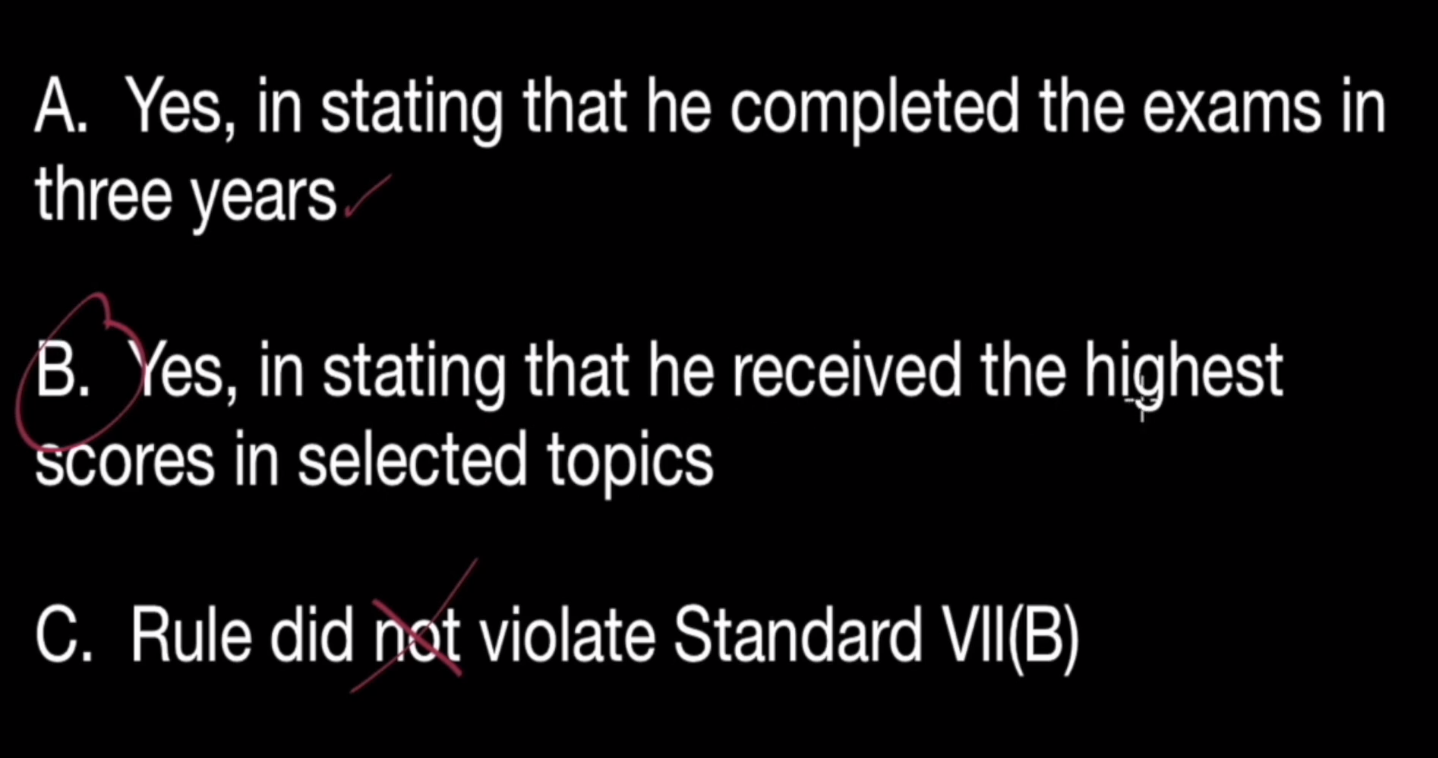 A. Yes, in stating that he completed the exams in
three years
B. Yes, in stating that he received the highest
scores in selected topics
C. Rule did not violate Standard VII(B)